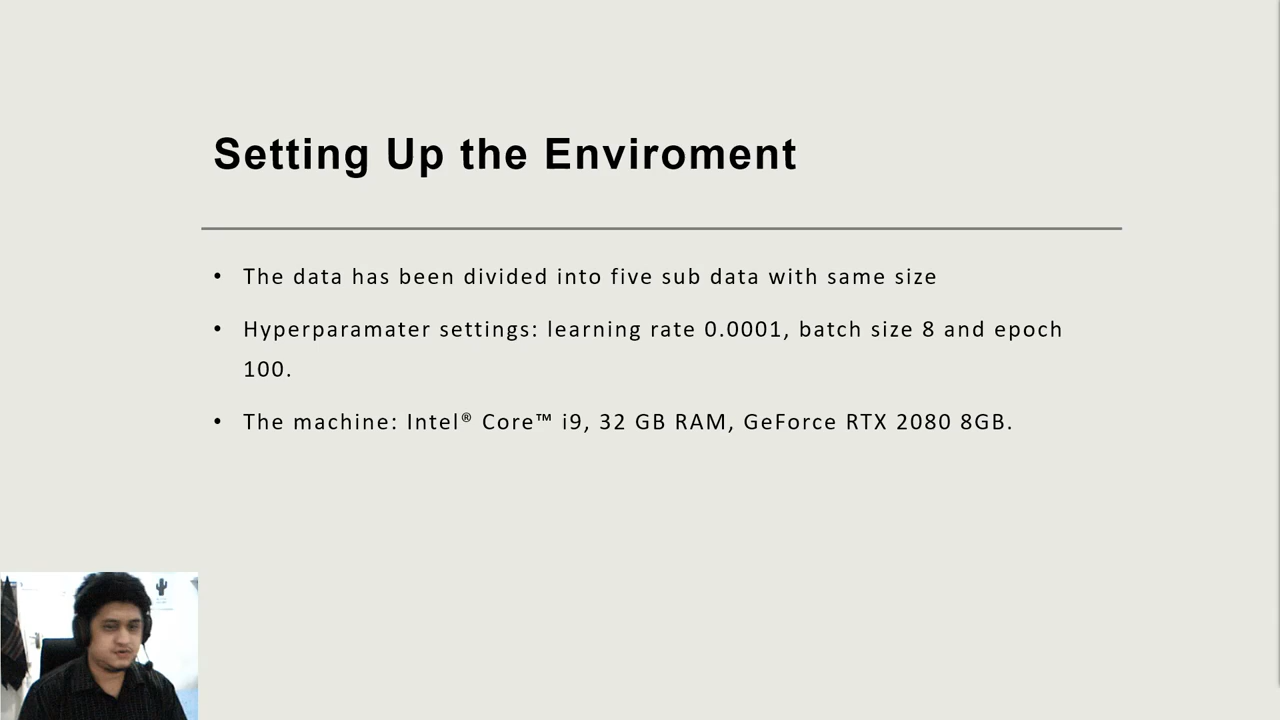 Setting Up the Enviroment
• The data has been divided into five sub data with same size
• Hyperparamater settings: learning rate 0.0001, batch size 8 and epoch
100.
• The machine: Intel® Core™ i9, 32 GB RAM, GeForce RTX 2080 8GB.